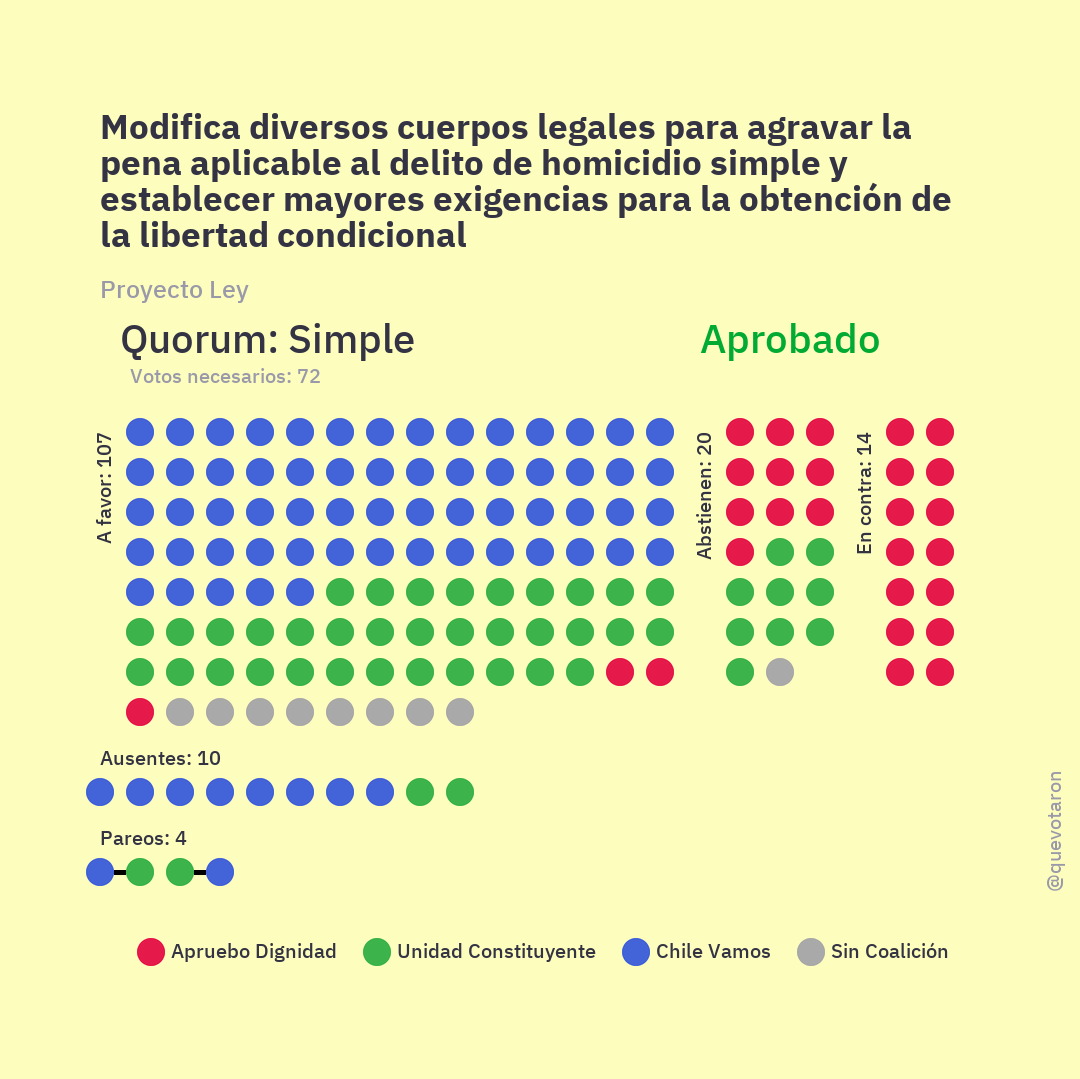 Modifica diversos cuerpos legales para agravar la
pena aplicable al delito de homicidio simple y
establecer mayores exigencias para la obtención de
la libertad condicional
Proyecto Ley
Quorum: Simple
Aprobado
Votos necesarios: 72
A favor: 107
Abstienen: 20
En contra: 14
Ausentes: 10
Pareos: 4
@quevotaron
Apruebo Dignidad
Unidad Constituyente
Chile Vamos
Sin Coalición